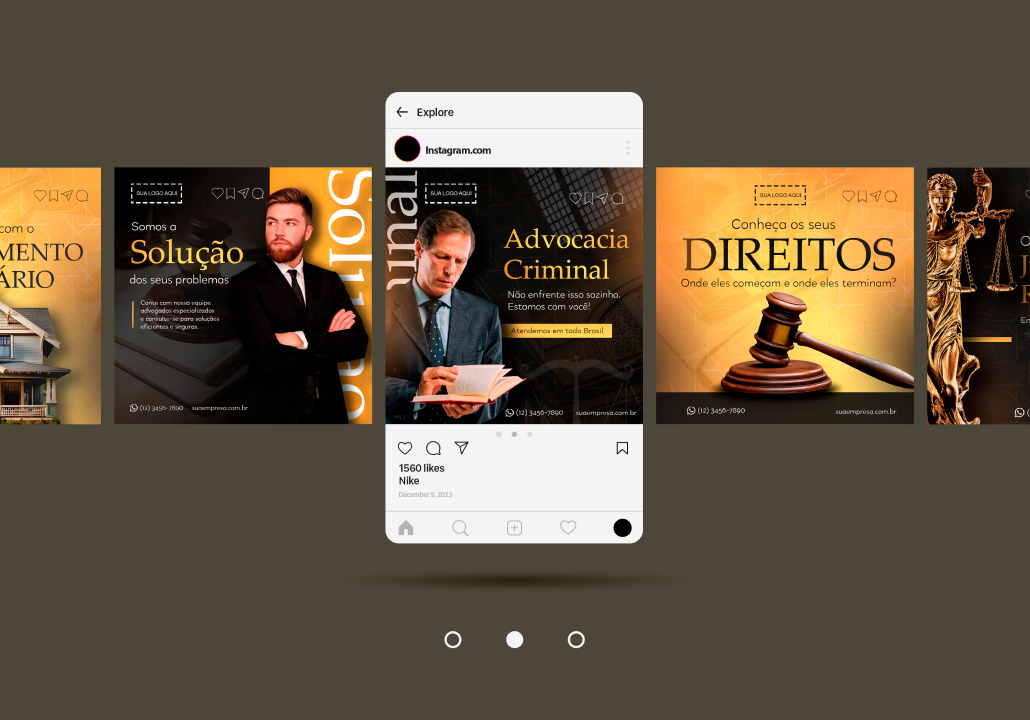 com o
MENTO
ÁRIO
SUA LOGO AQUI
Somos a
Solução
dos seus problemas
Conte com nossa equipe
advogados especializados
e consulte-se para soluções
eficientes e seguras.
(12) 3456-7890 suaempresa.com.br
Solução
Explore
Instagram.com
SUA LOGO AQUI
minal
Advocacia
Criminal
Não enfrente isso sozinho.
Estamos com você!
Atendemos em todo Brasil.
(12) 3456-7890 suaempresa.com.br
1560 likes
Nike
December 9, 2023
SUA LOGO AQUI
Conheça os seus
DIREITOS
Onde eles começam e onde eles terminam?
(12) 3456-7890 suaempresa.com.br
O
J
En